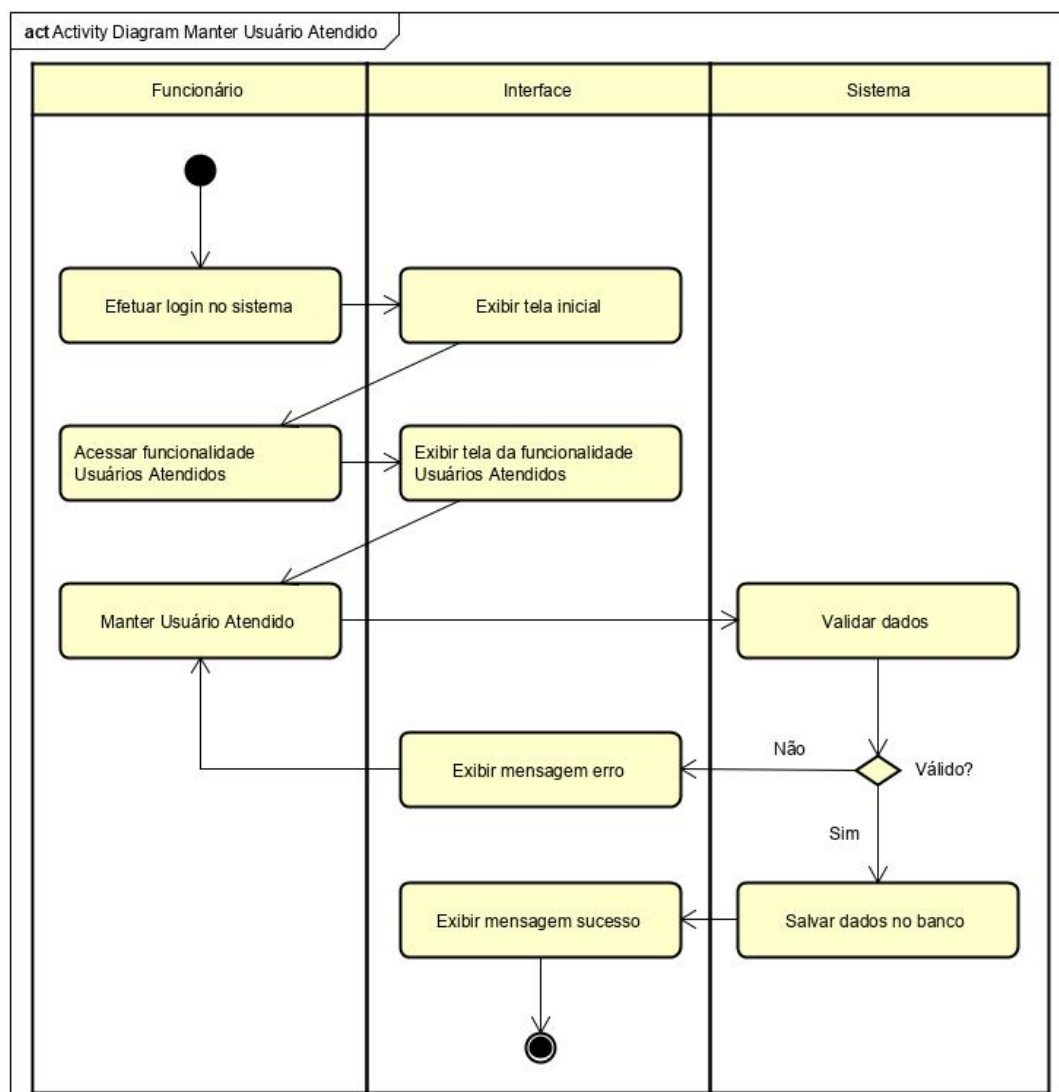 act Activity Diagram Manter Usuário Atendido
Funcionário
Interface
Sistema
Efetuar login no sistema
Exibir tela inicial
Acessar funcionalidade
Usuários Atendidos
Exibir tela da funcionalidade
Usuários Atendidos
Manter Usuário Atendido
Validar dados
Não
Exibir mensagem erro
Válido?
Sim
Exibir mensagem sucesso
Salvar dados no banco